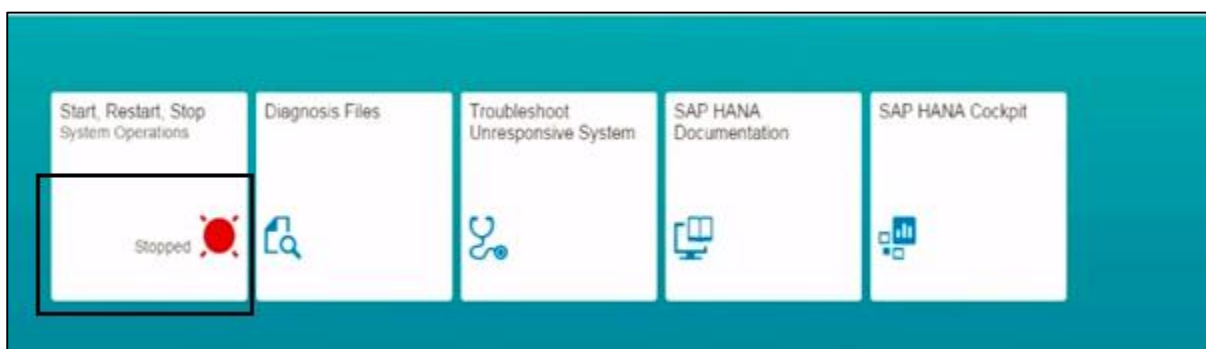 Start, Restart, Stop
System Operations
Stopped
Diagnosis Files
Troubleshoot
Unresponsive System
SAP HANA
Documentation
SAP HANA Cockpit